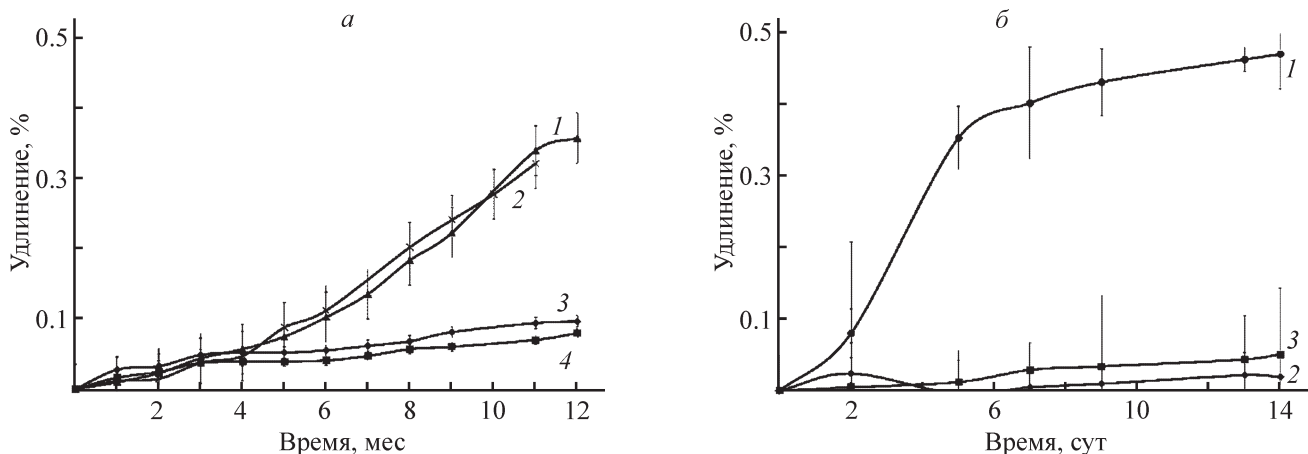 а
Удлинение, %
0.5
0.3
0.1
1
2
3
4
2 4 6 8 10 12
Время, мес
б
Удлинение, %
0.5
0.3
0.1
1
3
2
2 6 10 14
Время, сут